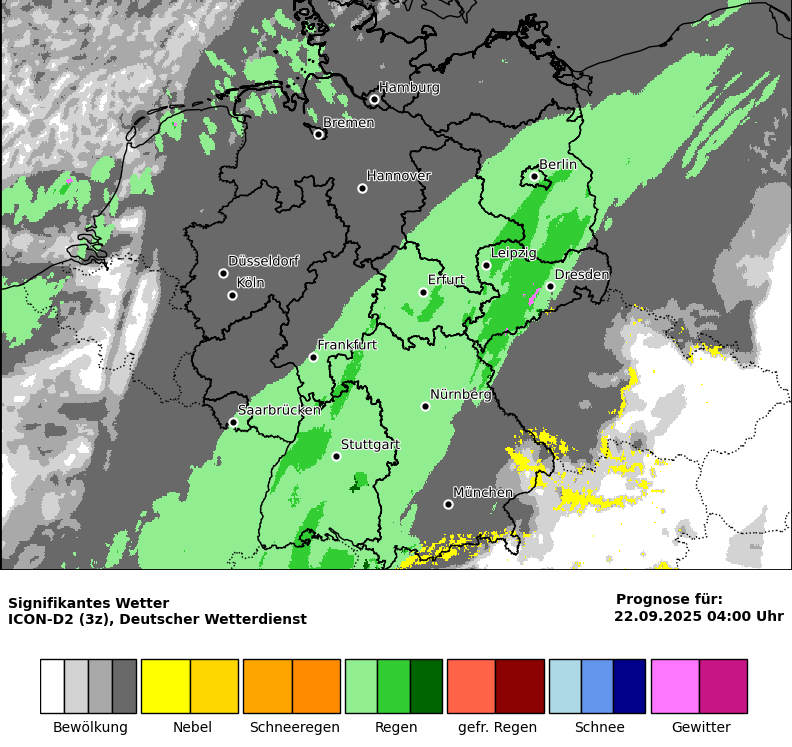 Hamburg
Bremen
Berlin
Hannover
Leipzig
Düsseldorf
Dresden
Köln
Erfurt
Frankfurt
Nürnberg
Saarbrücken
Stuttgart
München
Signifikantes Wetter
ICON-D2 (3z), Deutscher Wetterdienst
Prognose für:
22.09.2025 04:00 Uhr
Bewölkung Nebel Schneeregen Regen gefr. Regen Schnee Gewitter